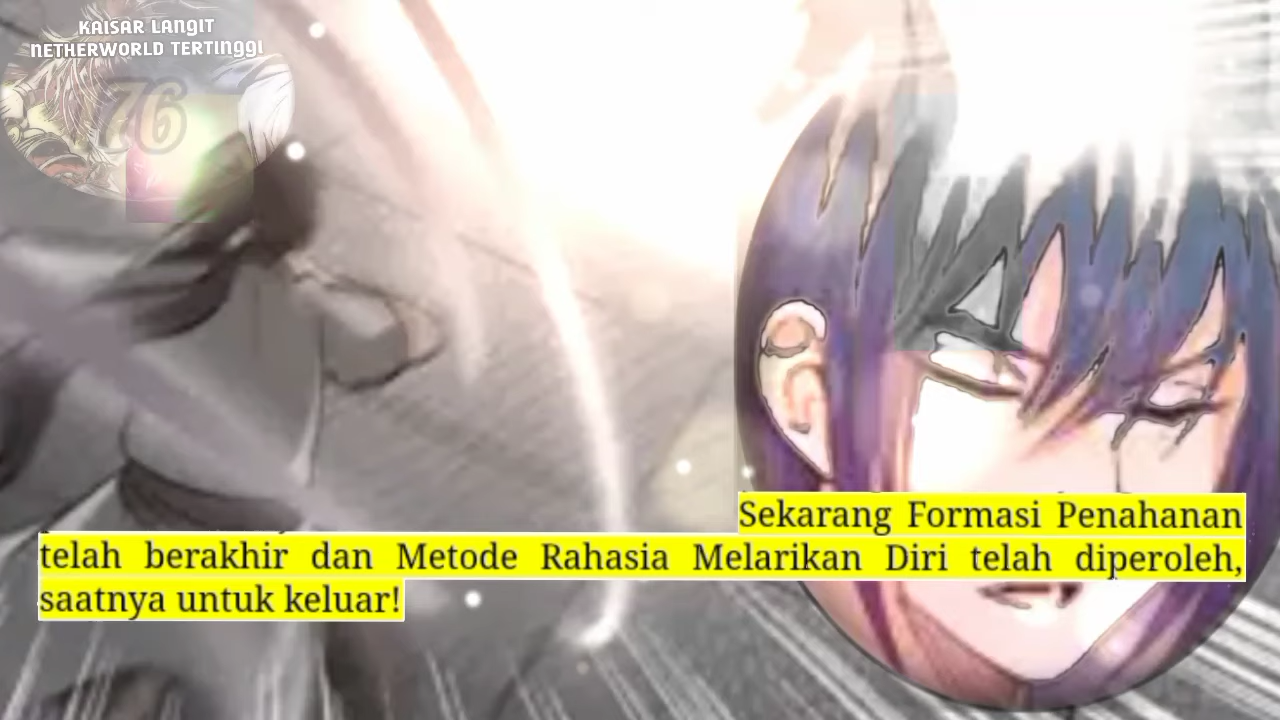 KAISAR LANGIT
NETHERWORLD TERTINGGI
76
Sekarang Formasi Penahanan
telah berakhir dan Metode Rahasia Melarikan Diri telah diperoleh,
saatnya untuk keluar!